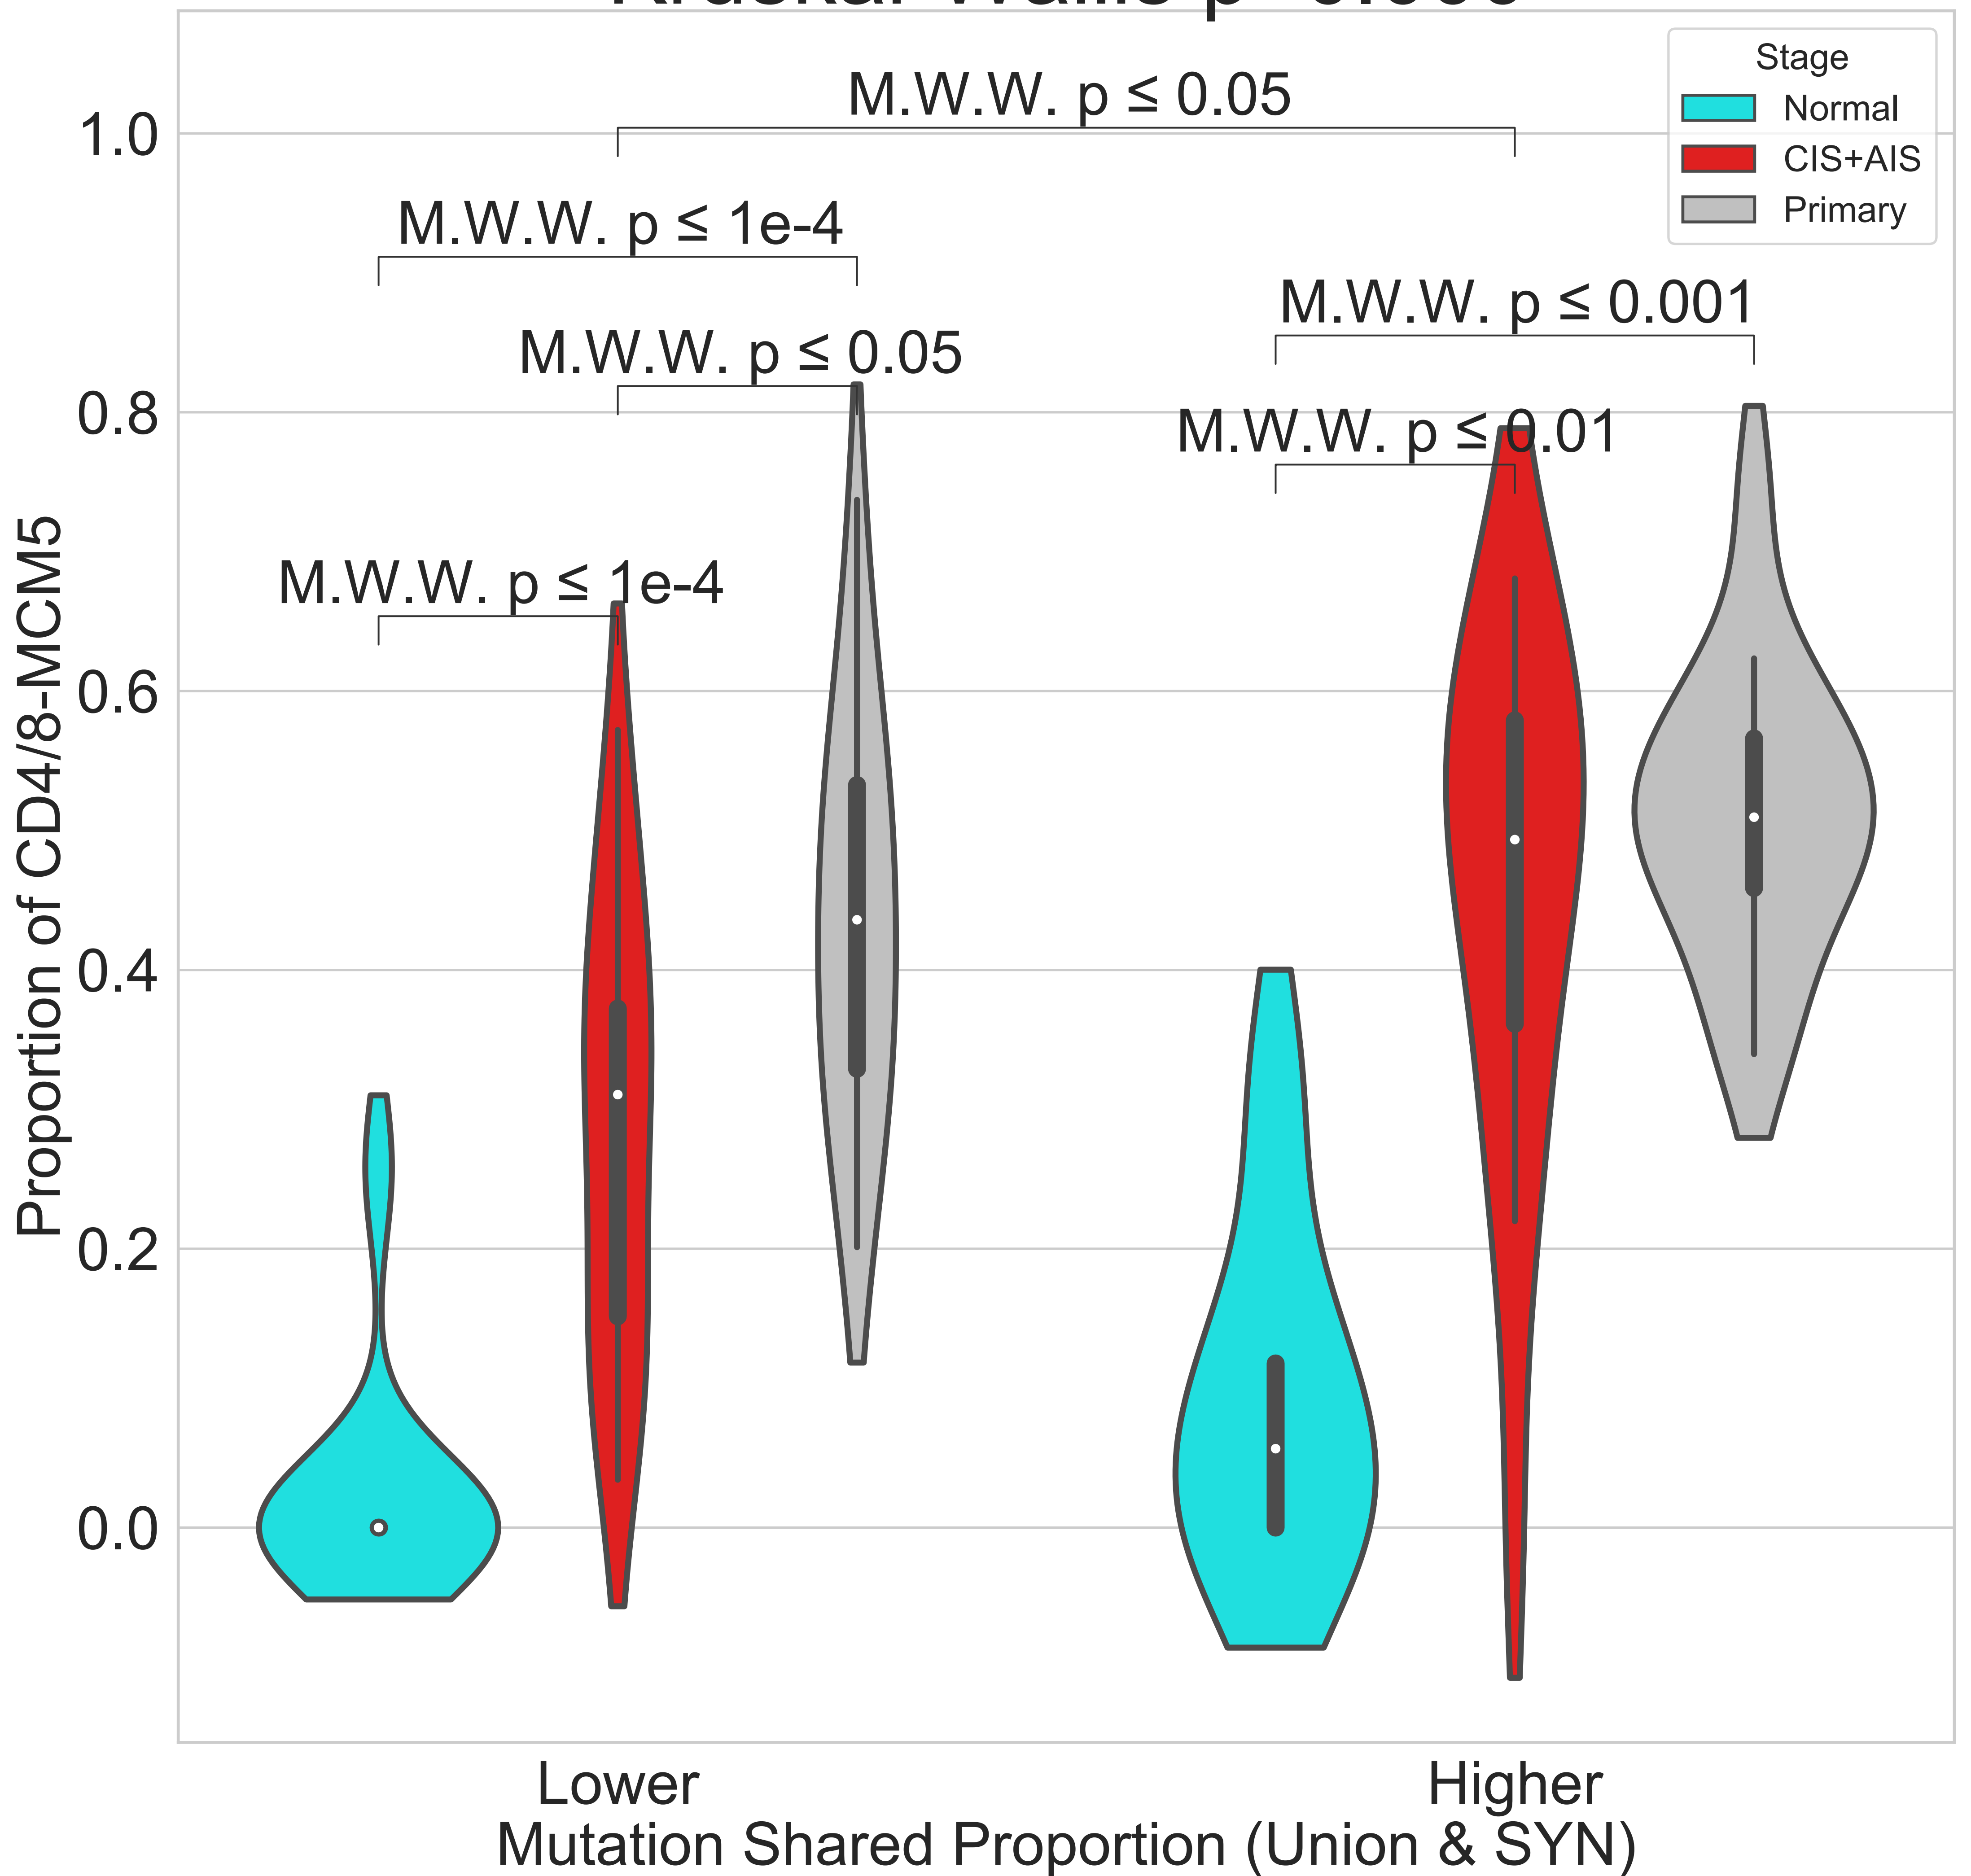 Stage
Normal
CIS+AIS
Primary
M.W.W. p ≤ 0.05
M.W.W. p ≤ 1e-4
M.W.W. p ≤ 0.001
M.W.W. p ≤ 0.05
M.W.W. p ≤ 0.01
M.W.W. p ≤ 1e-4
1.0
0.8
0.6
0.4
0.2
0.0
Proportion of CD4/8-MCM5
Lower
Higher
Mutation Shared Proportion (Union & SYN)